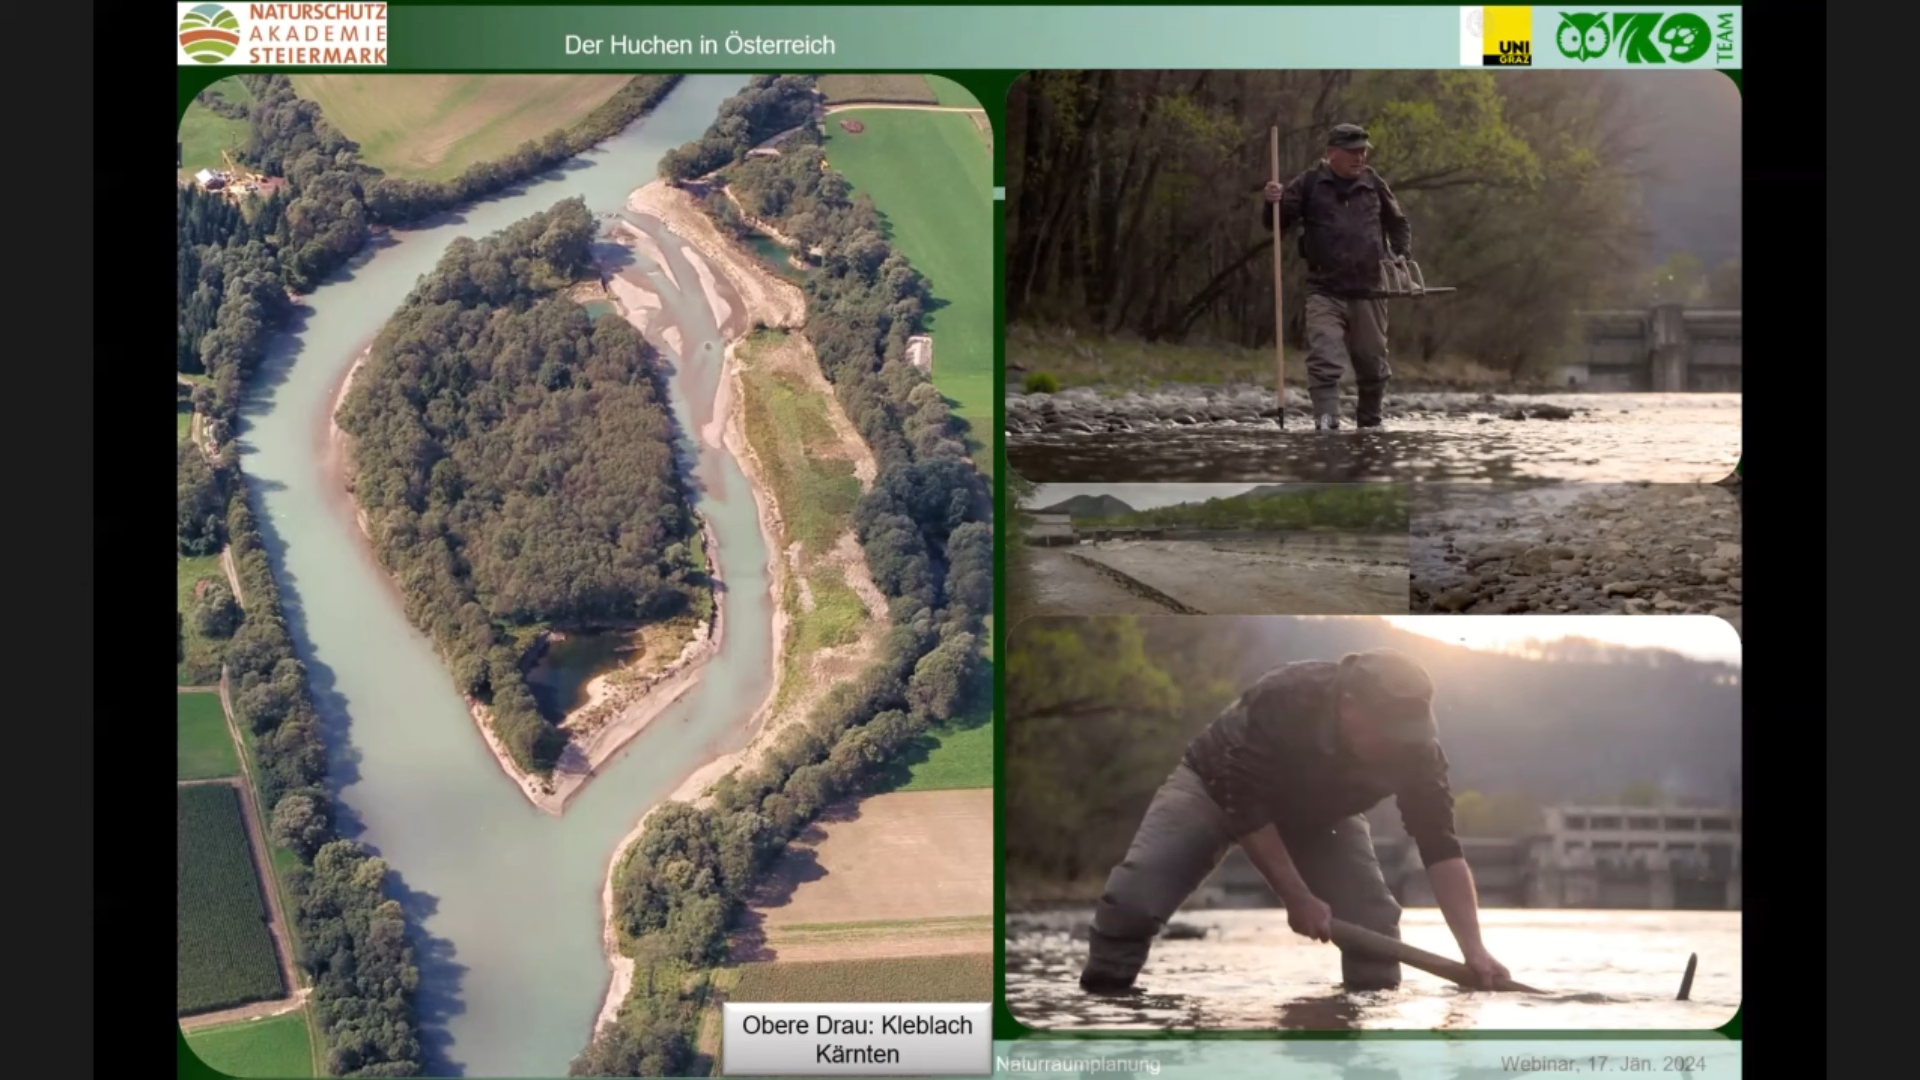 NATURSCHUTZ
AKADEMIE
STEIERMARK
Der Huchen in Österreich
UNI
GRAZ
ÖKO
TEAM
Obere Drau: Kleblach
Kärnten
Naturraumplanung
Webinar, 17. Jän. 2024